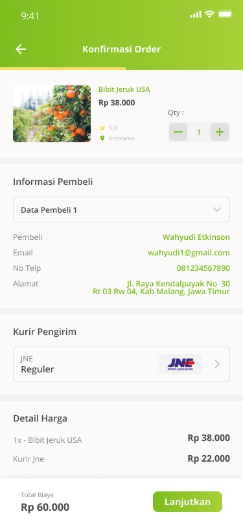 9:41
Konfirmasi Order
Bibit Jeruk USA
Rp 38.000
Qty :
5.0
1
Informasi Pembeli
Data Pembeli 1
Pembeli
Wahyudi Etkinson
Email
wahyudi1@gmail.com
No Telp
081234567890
Alamat
Jl. Raya Kendalpayak No 30
Rt 03 Rw 04, Kab Malang, Jawa Timur
Kurir Pengirim
JNE
Reguler
JNE
Detail Harga
1x - Bibit Jeruk USA
Rp 38.000
Kurir Jne
Rp 22.000
Total Biaya
Rp 60.000
Lanjutkan